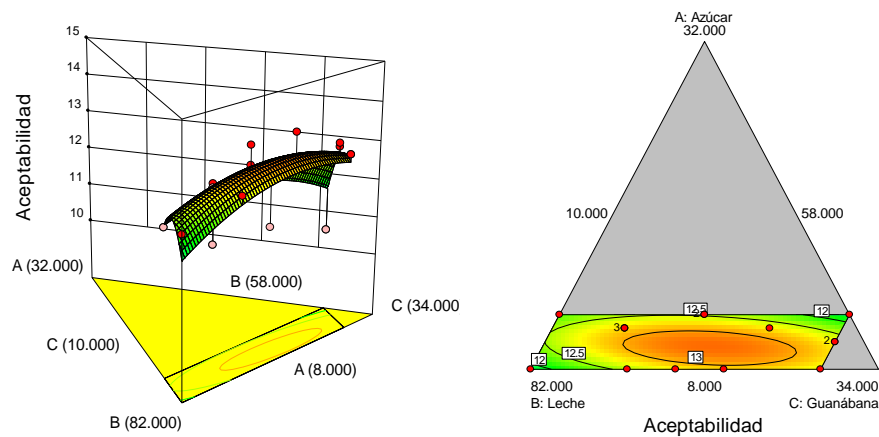 15
14
13
12
11
10
Aceptabilidad
A (32.000)
B (58.000)
C (34.000
C (10.000)
A (8.000)
B (82.000)
A: Azúcar
32.000
10.000
58.000
12.5
12
3
2
13
12.5
12
82.000
8.000
34.000
B: Leche
C: Guanábana
Aceptabilidad